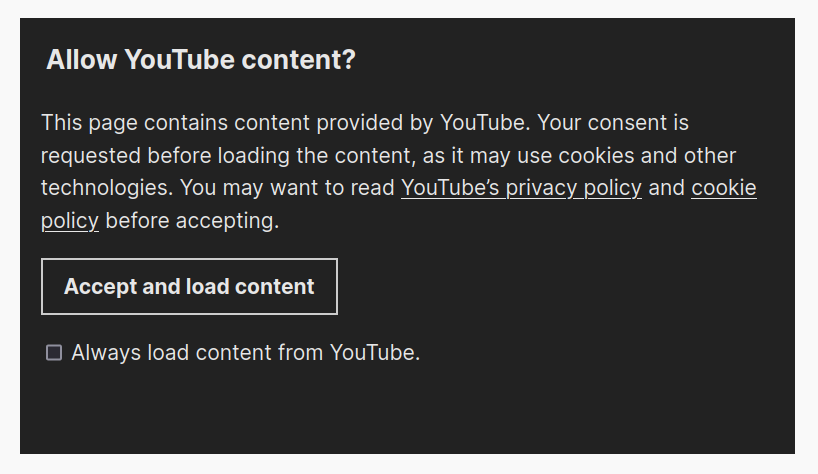 Allow YouTube content?
This page contains content provided by YouTube. Your consent is
requested before loading the content, as it may use cookies and other
technologies. You may want to read YouTube’s privacy policy and cookie
policy before accepting.
Accept and load content
Always load content from YouTube.